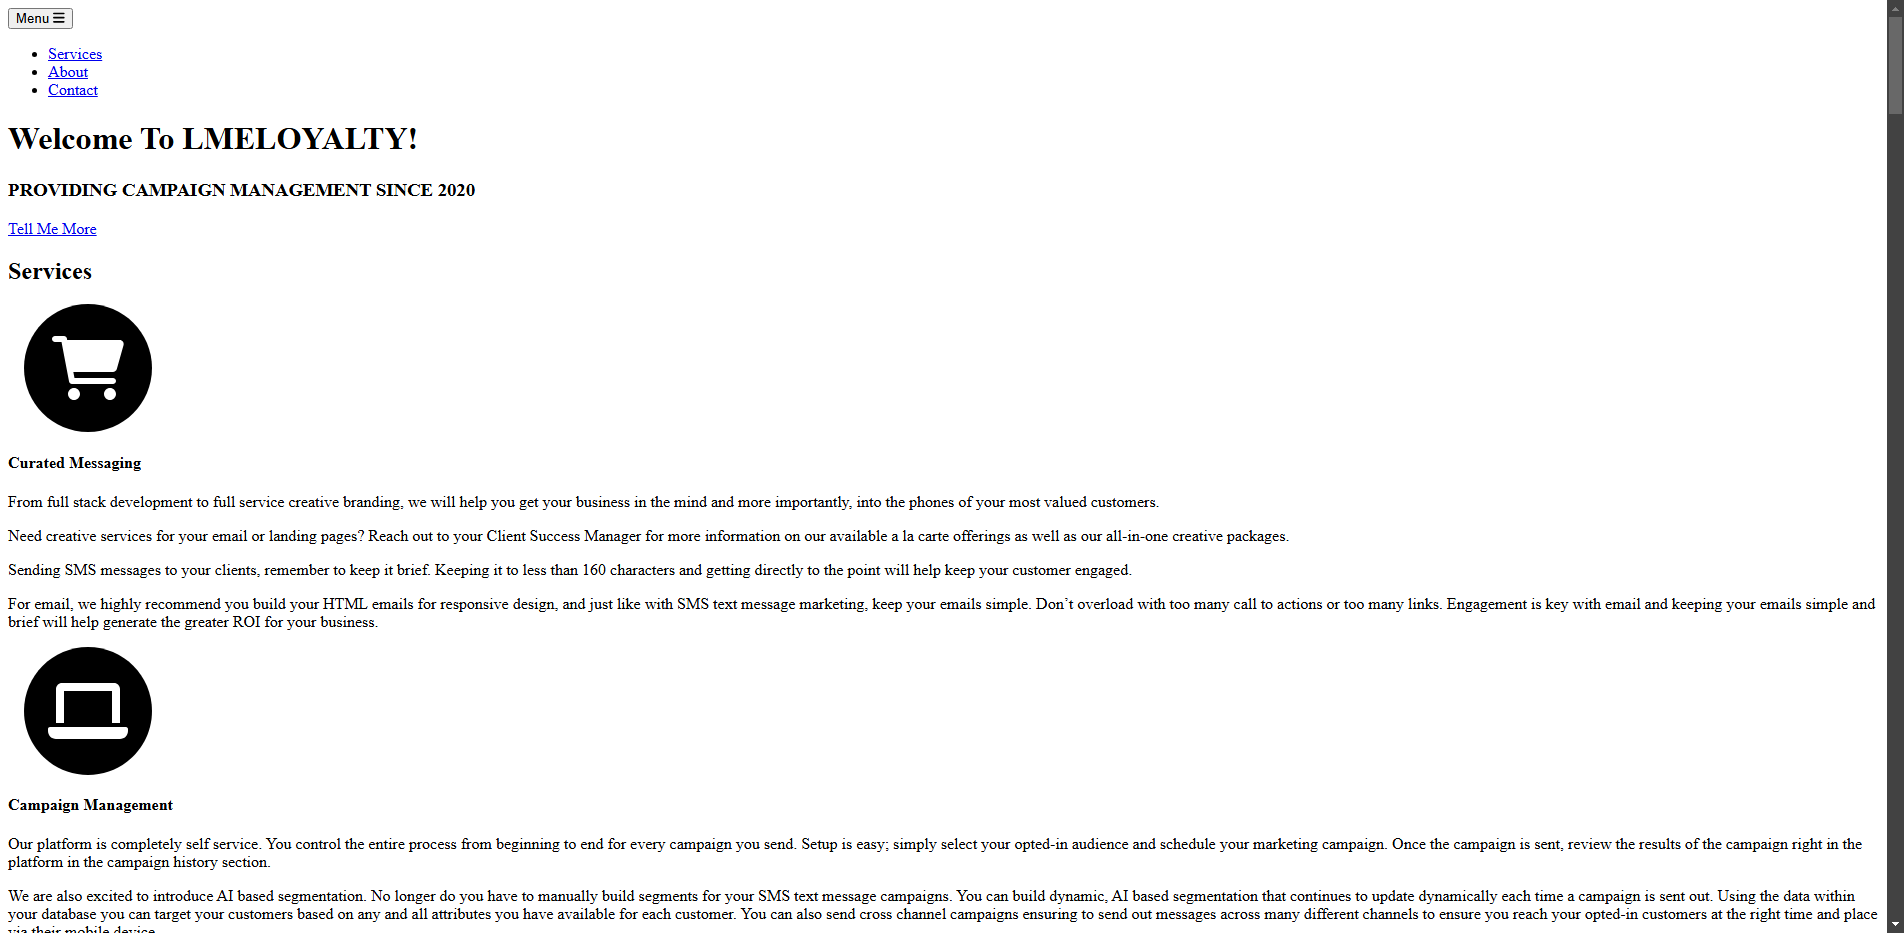 Menu
Services
About
Contact
Welcome To LMELOYALTY!
PROVIDING CAMPAIGN MANAGEMENT SINCE 2020
Tell Me More
Services
Curated Messaging
From full stack development to full service creative branding, we will help you get your business in the mind and more importantly, into the phones of your most valued customers.
Need creative services for your email or landing pages? Reach out to your Client Success Manager for more information on our available a la carte offerings as well as our all-in-one creative packages.
Sending SMS messages to your clients, remember to keep it brief. Keeping it to less than 160 characters and getting directly to the point will help keep your customer engaged.
For email, we highly recommend you build your HTML emails for responsive design, and just like with SMS text message marketing, keep your emails simple. Don’t overload with too many call to actions or too many links. Engagement is key with email and keeping your emails simple and
brief will help generate the greater ROI for your business.
Campaign Management
Our platform is completely self service. You control the entire process from beginning to end for every campaign you send. Setup is easy; simply select your opted-in audience and schedule your marketing campaign. Once the campaign is sent, review the results of the campaign right in the
platform in the campaign history section.
We are also excited to introduce AI based segmentation. No longer do you have to manually build segments for your SMS text message campaigns. You can build dynamic, AI based segmentation that continues to update dynamically each time a campaign is sent out. Using the data within
your database you can target your customers based on any and all attributes you have available for each customer. You can also send cross channel campaigns ensuring to send out messages across many different channels to ensure you reach your opted-in customers at the right time and place
via their mobile device.